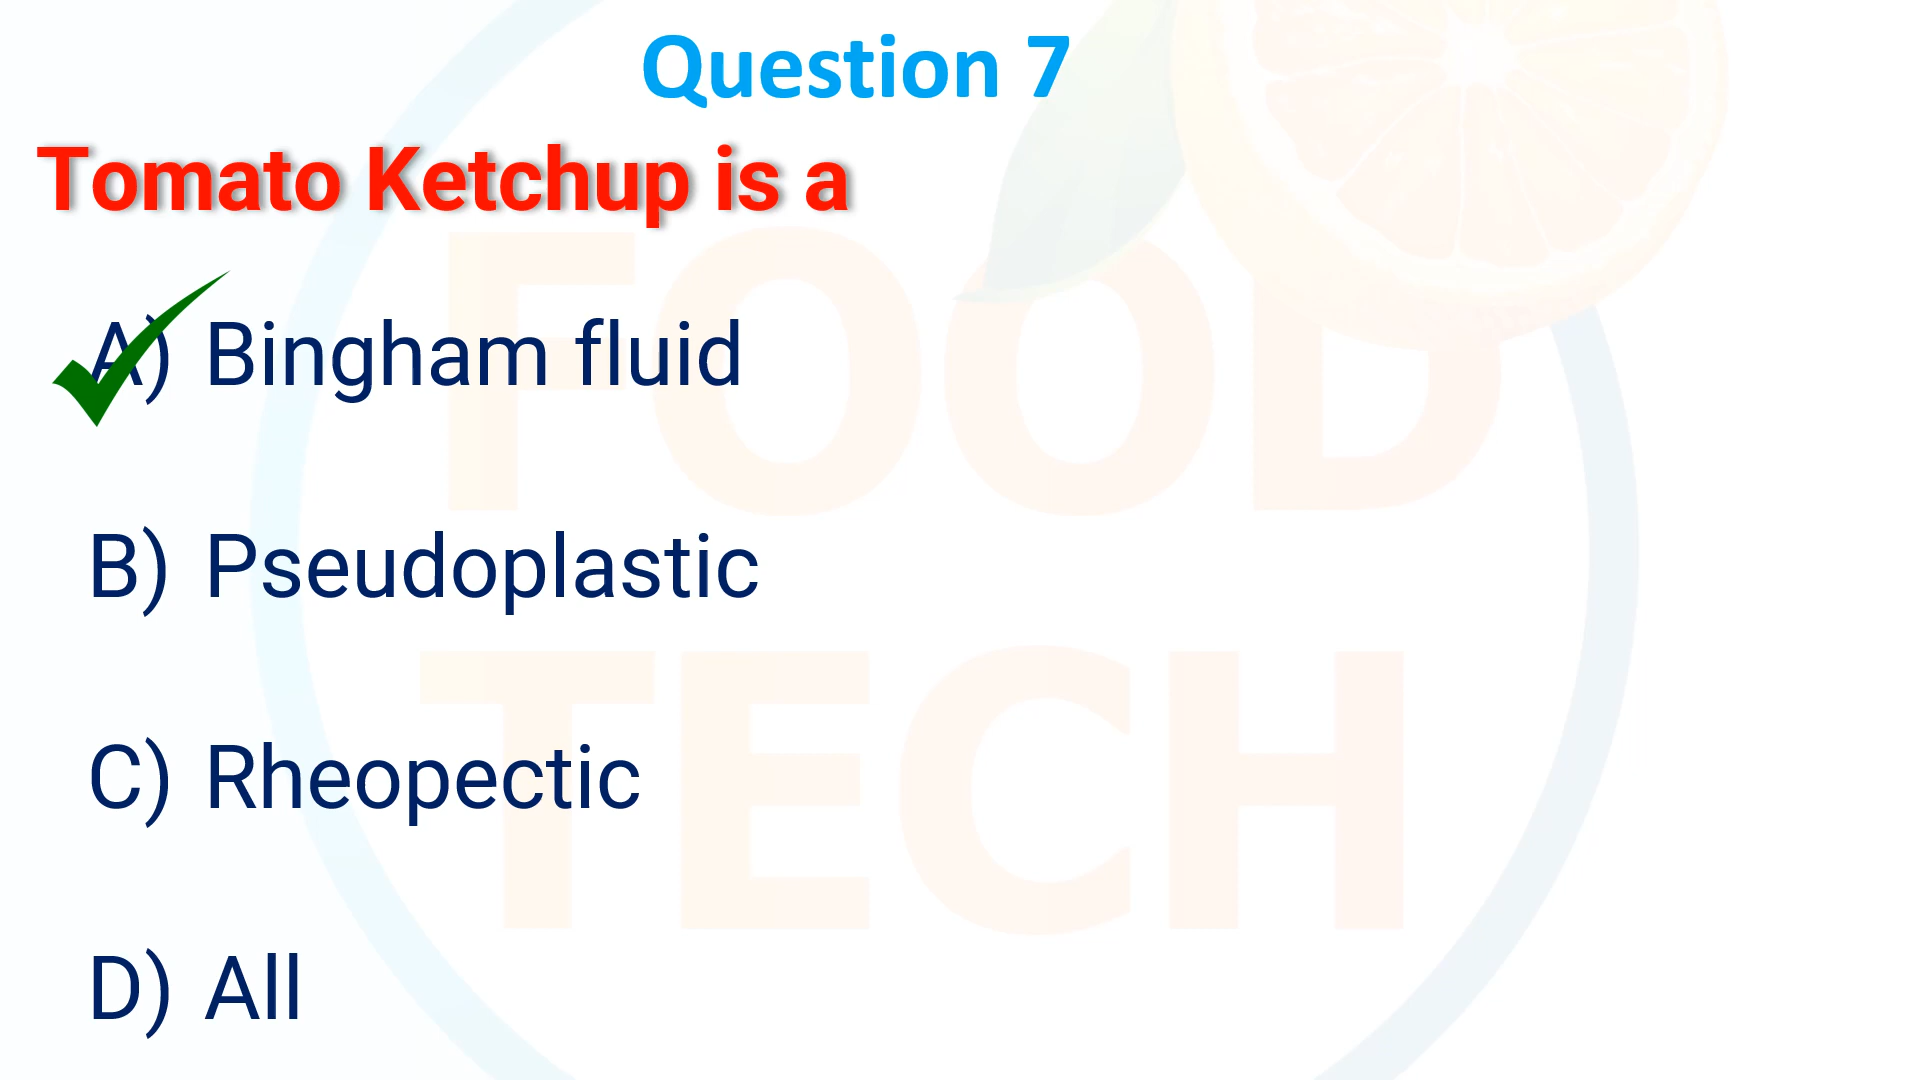 Question 7
Tomato Ketchup is a
A) Bingham fluid
B) Pseudoplastic
C) Rheopectic
D) All
FOOD
TECH